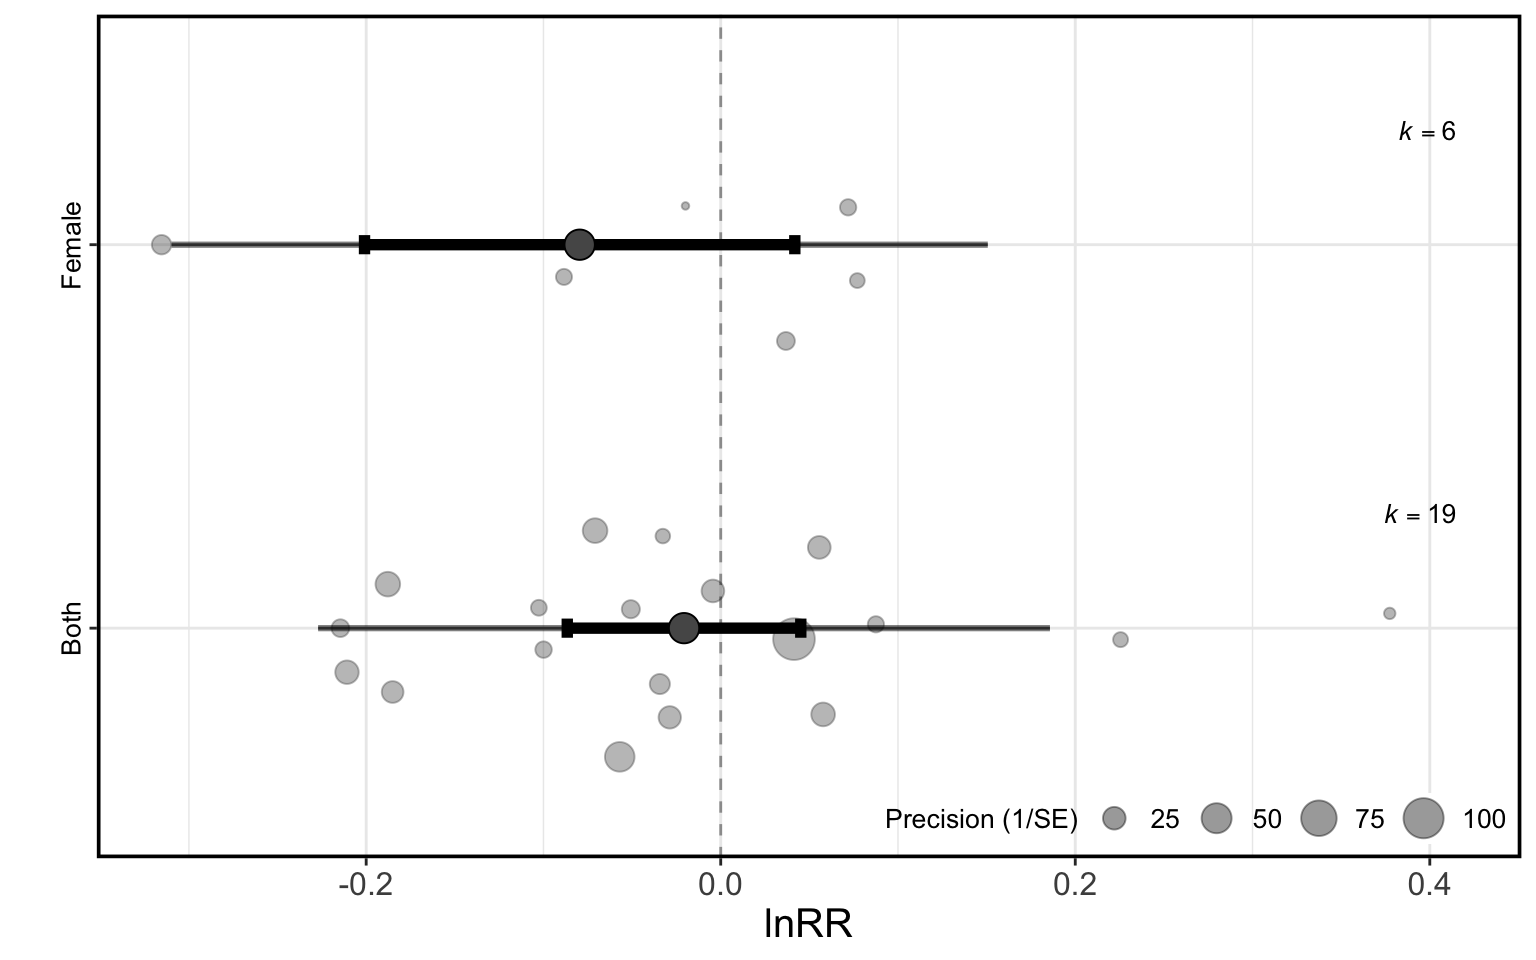 k = 6
Female
k = 19
Both
Precision (1/SE) 25 50 75 100
-0.2 0.0 0.2 0.4
lnRR